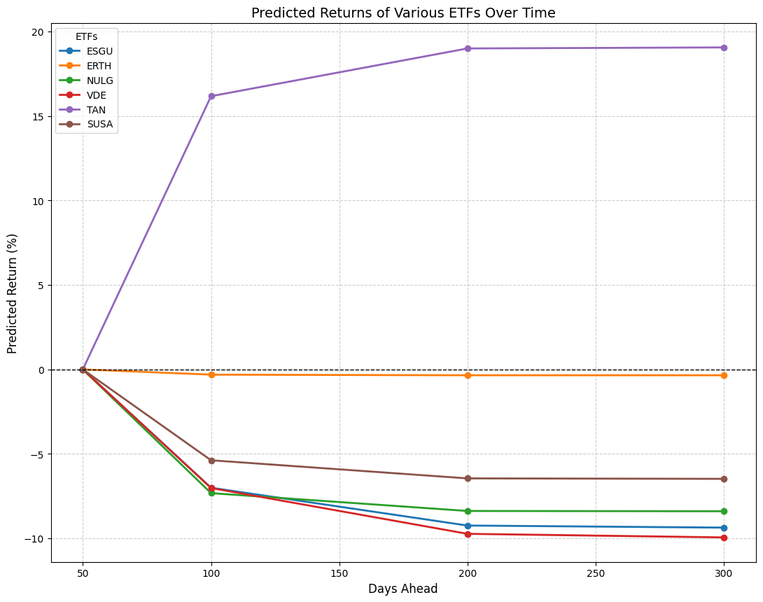 Predicted Returns of Various ETFs Over Time
ETFs
ESGU
ERTH
NULG
VDE
TAN
SUSA
Predicted Return (%)
20
15
10
5
0
−5
−10
50
100
150
200
250
300
Days Ahead